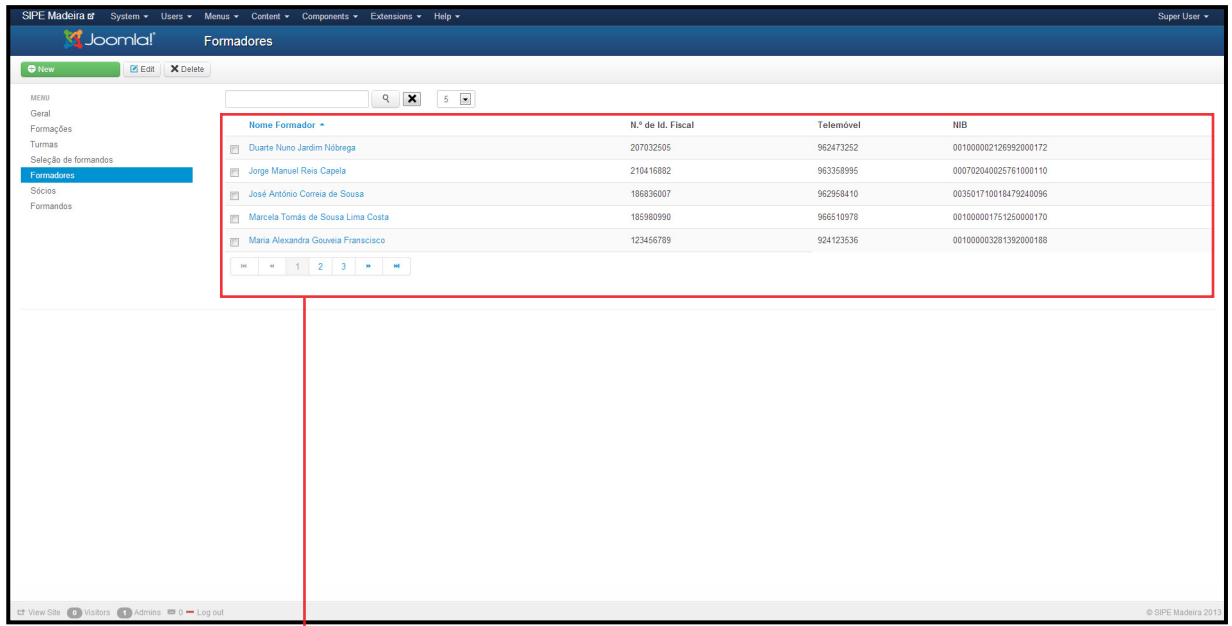 SIPE Madeira System Users Menus Content Components Extensions Help Super User
Joomla! Formadores
New Edit Delete
MENU
Geral
Formações
Turmas
Seleção de formandos
Formadores
Sócios
Formandos
5
Nome Formador N.º de Id. Fiscal Telemóvel NIB
Duarte Nuno Jardim Nóbrega 207032505 962473252 001000002126992000172
Jorge Manuel Reis Capela 210416882 963358995 000702040025761000110
José António Correia de Sousa 186836007 962958410 003501710018479240096
Marcela Tomás de Sousa Lima Costa 185980990 966510978 001000001751250000170
Maria Alexandra Gouveia Franscisco 123456789 924123536 001000003281392000188
1 2 3
View Site 0 Visitors 1 Admins 0 Log out © SIPE Madeira 2013